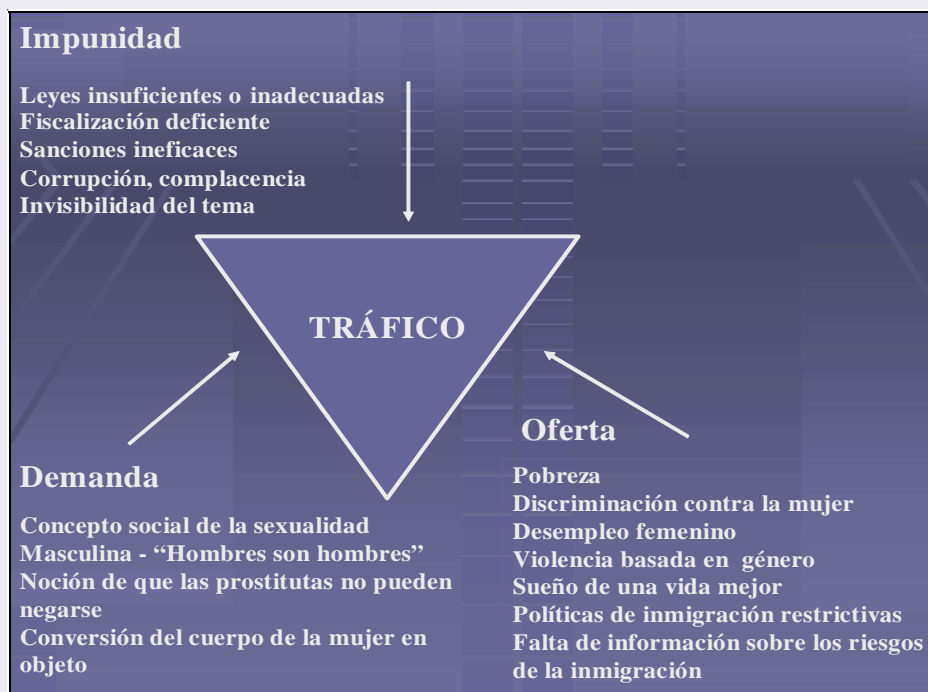 Impunidad
Leyes insuficientes o inadecuadas
Fiscalización deficiente
Sanciones ineficaces
Corrupción, complacencia
Invisibilidad del tema
TRÁFICO
Demanda
Concepto social de la sexualidad
Masculina - “Hombres son hombres”
Noción de que las prostitutas no pueden
negarse
Conversión del cuerpo de la mujer en
objeto
Oferta
Pobreza
Discriminación contra la mujer
Desempleo femenino
Violencia basada en género
Sueño de una vida mejor
Políticas de inmigración restrictivas
Falta de información sobre los riesgos
de la inmigración